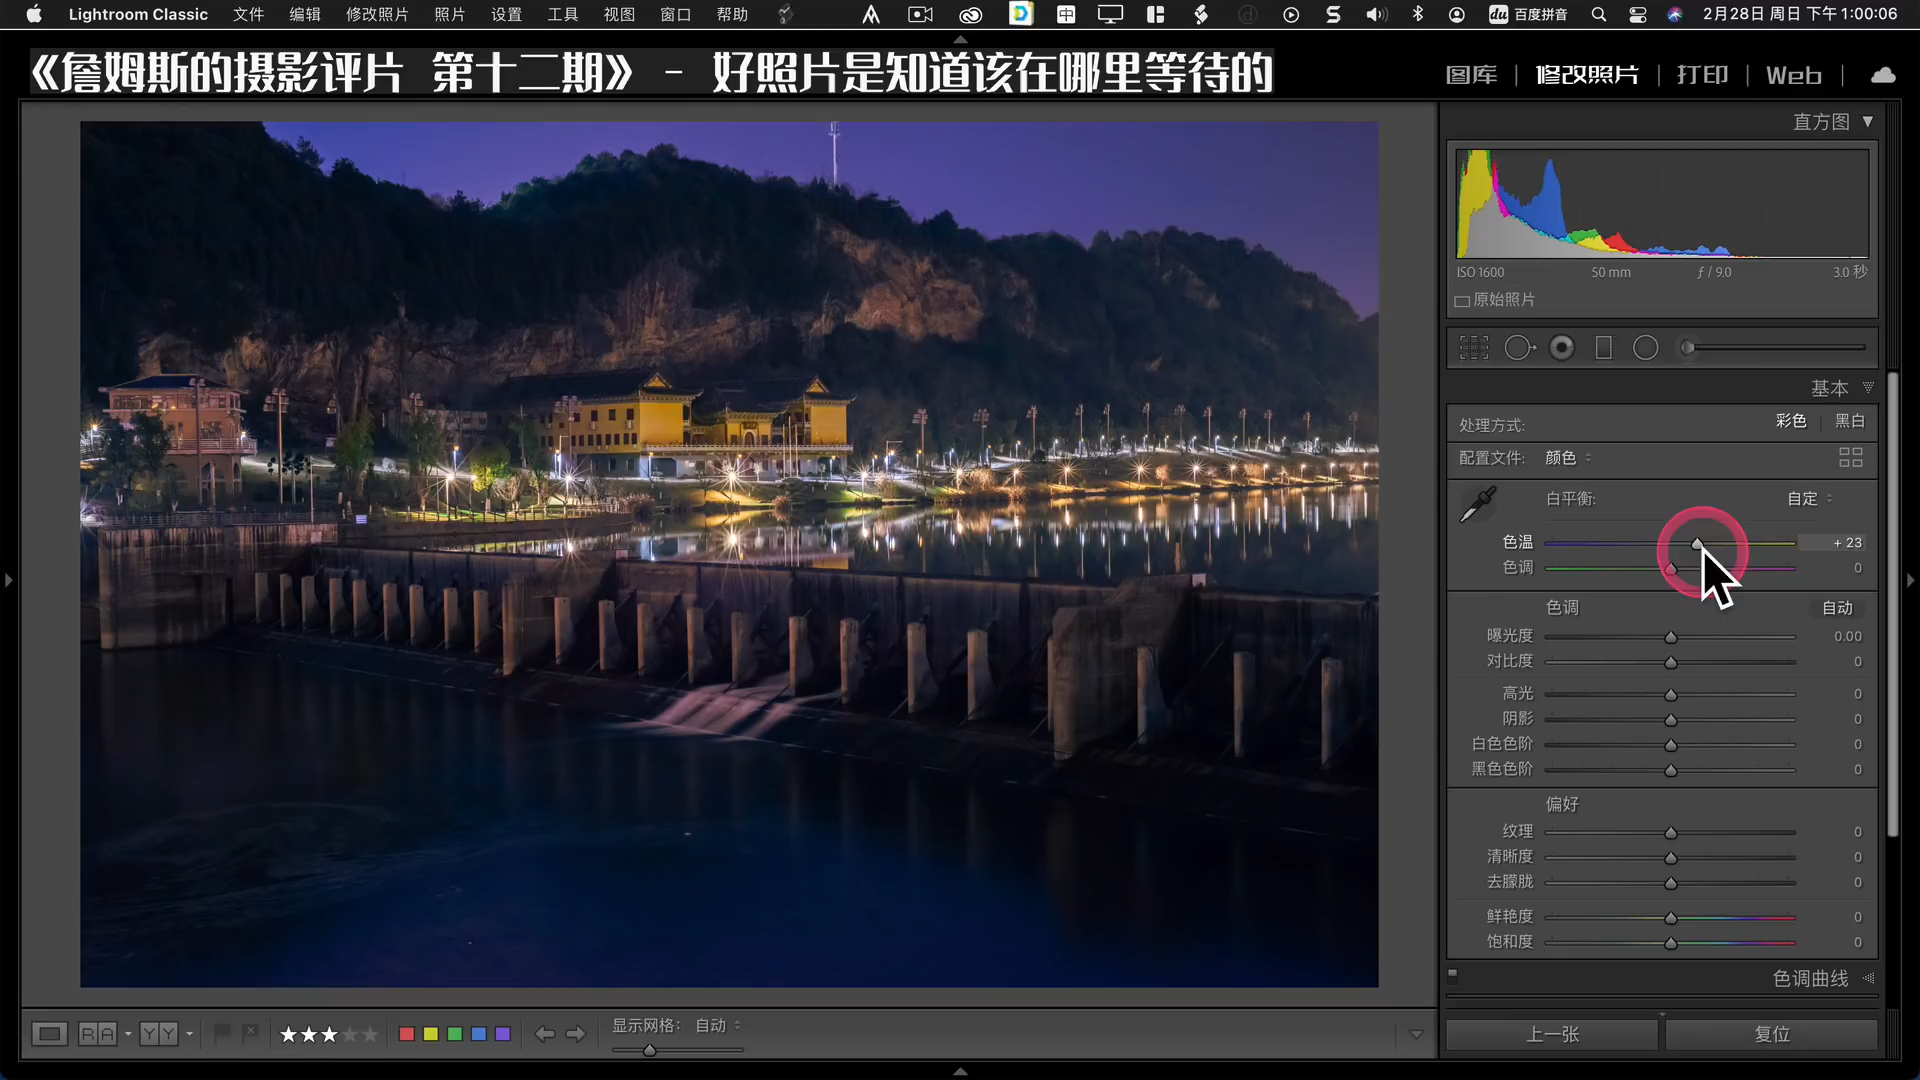 Lightroom Classic 文件 编辑 修改照片 照片 设置 工具 视图 窗口 帮助 中 du 百度拼音 2月28日 周日 下午1:00:06
《詹姆斯的摄影评片 第十二期》 - 好照片是知道该在哪里等待的
图库 | 修改照片 | 打印 | Web |
直方图
ISO 1600 50 mm ƒ / 9.0 3.0 秒
原始照片
基本
处理方式: 彩色 | 黑白
配置文件: 颜色
白平衡: 自定
色温 + 23
色调 0
色调 自动
曝光度 0.00
对比度 0
高光 0
阴影 0
白色色阶 0
黑色色阶 0
偏好
纹理 0
清晰度 0
去朦胧 0
鲜艳度 0
饱和度 0
色调曲线
R A Y Y 显示网格: 自动
上一张 复位